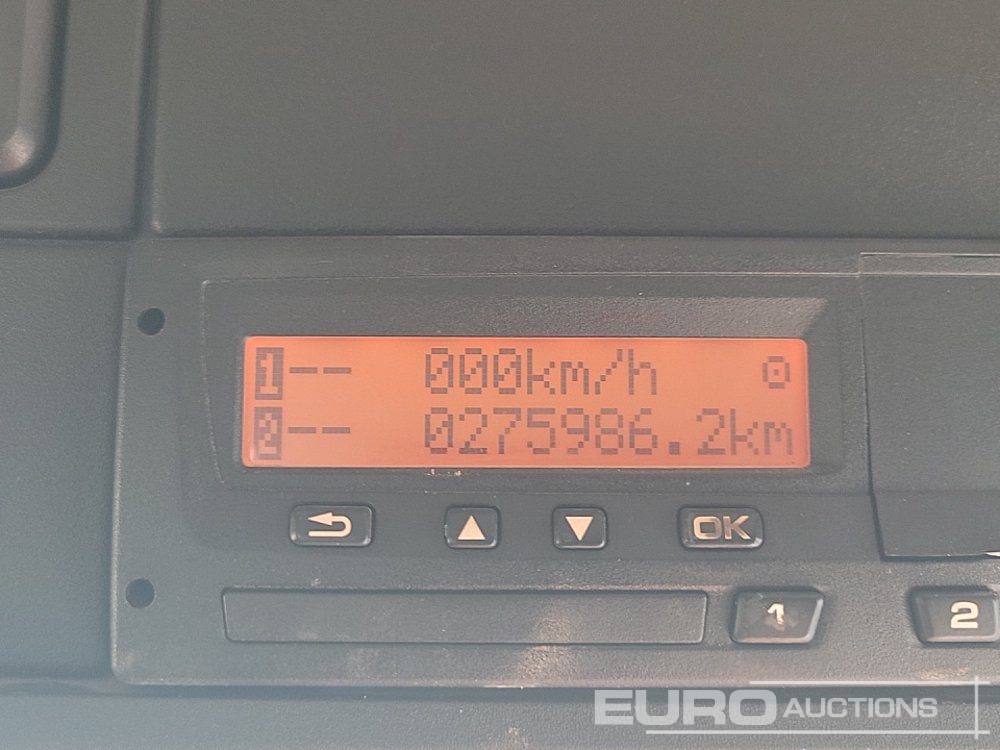 1-- 000km/h
2-- 0275986.2km
OK
1 2
EURO AUCTIONS